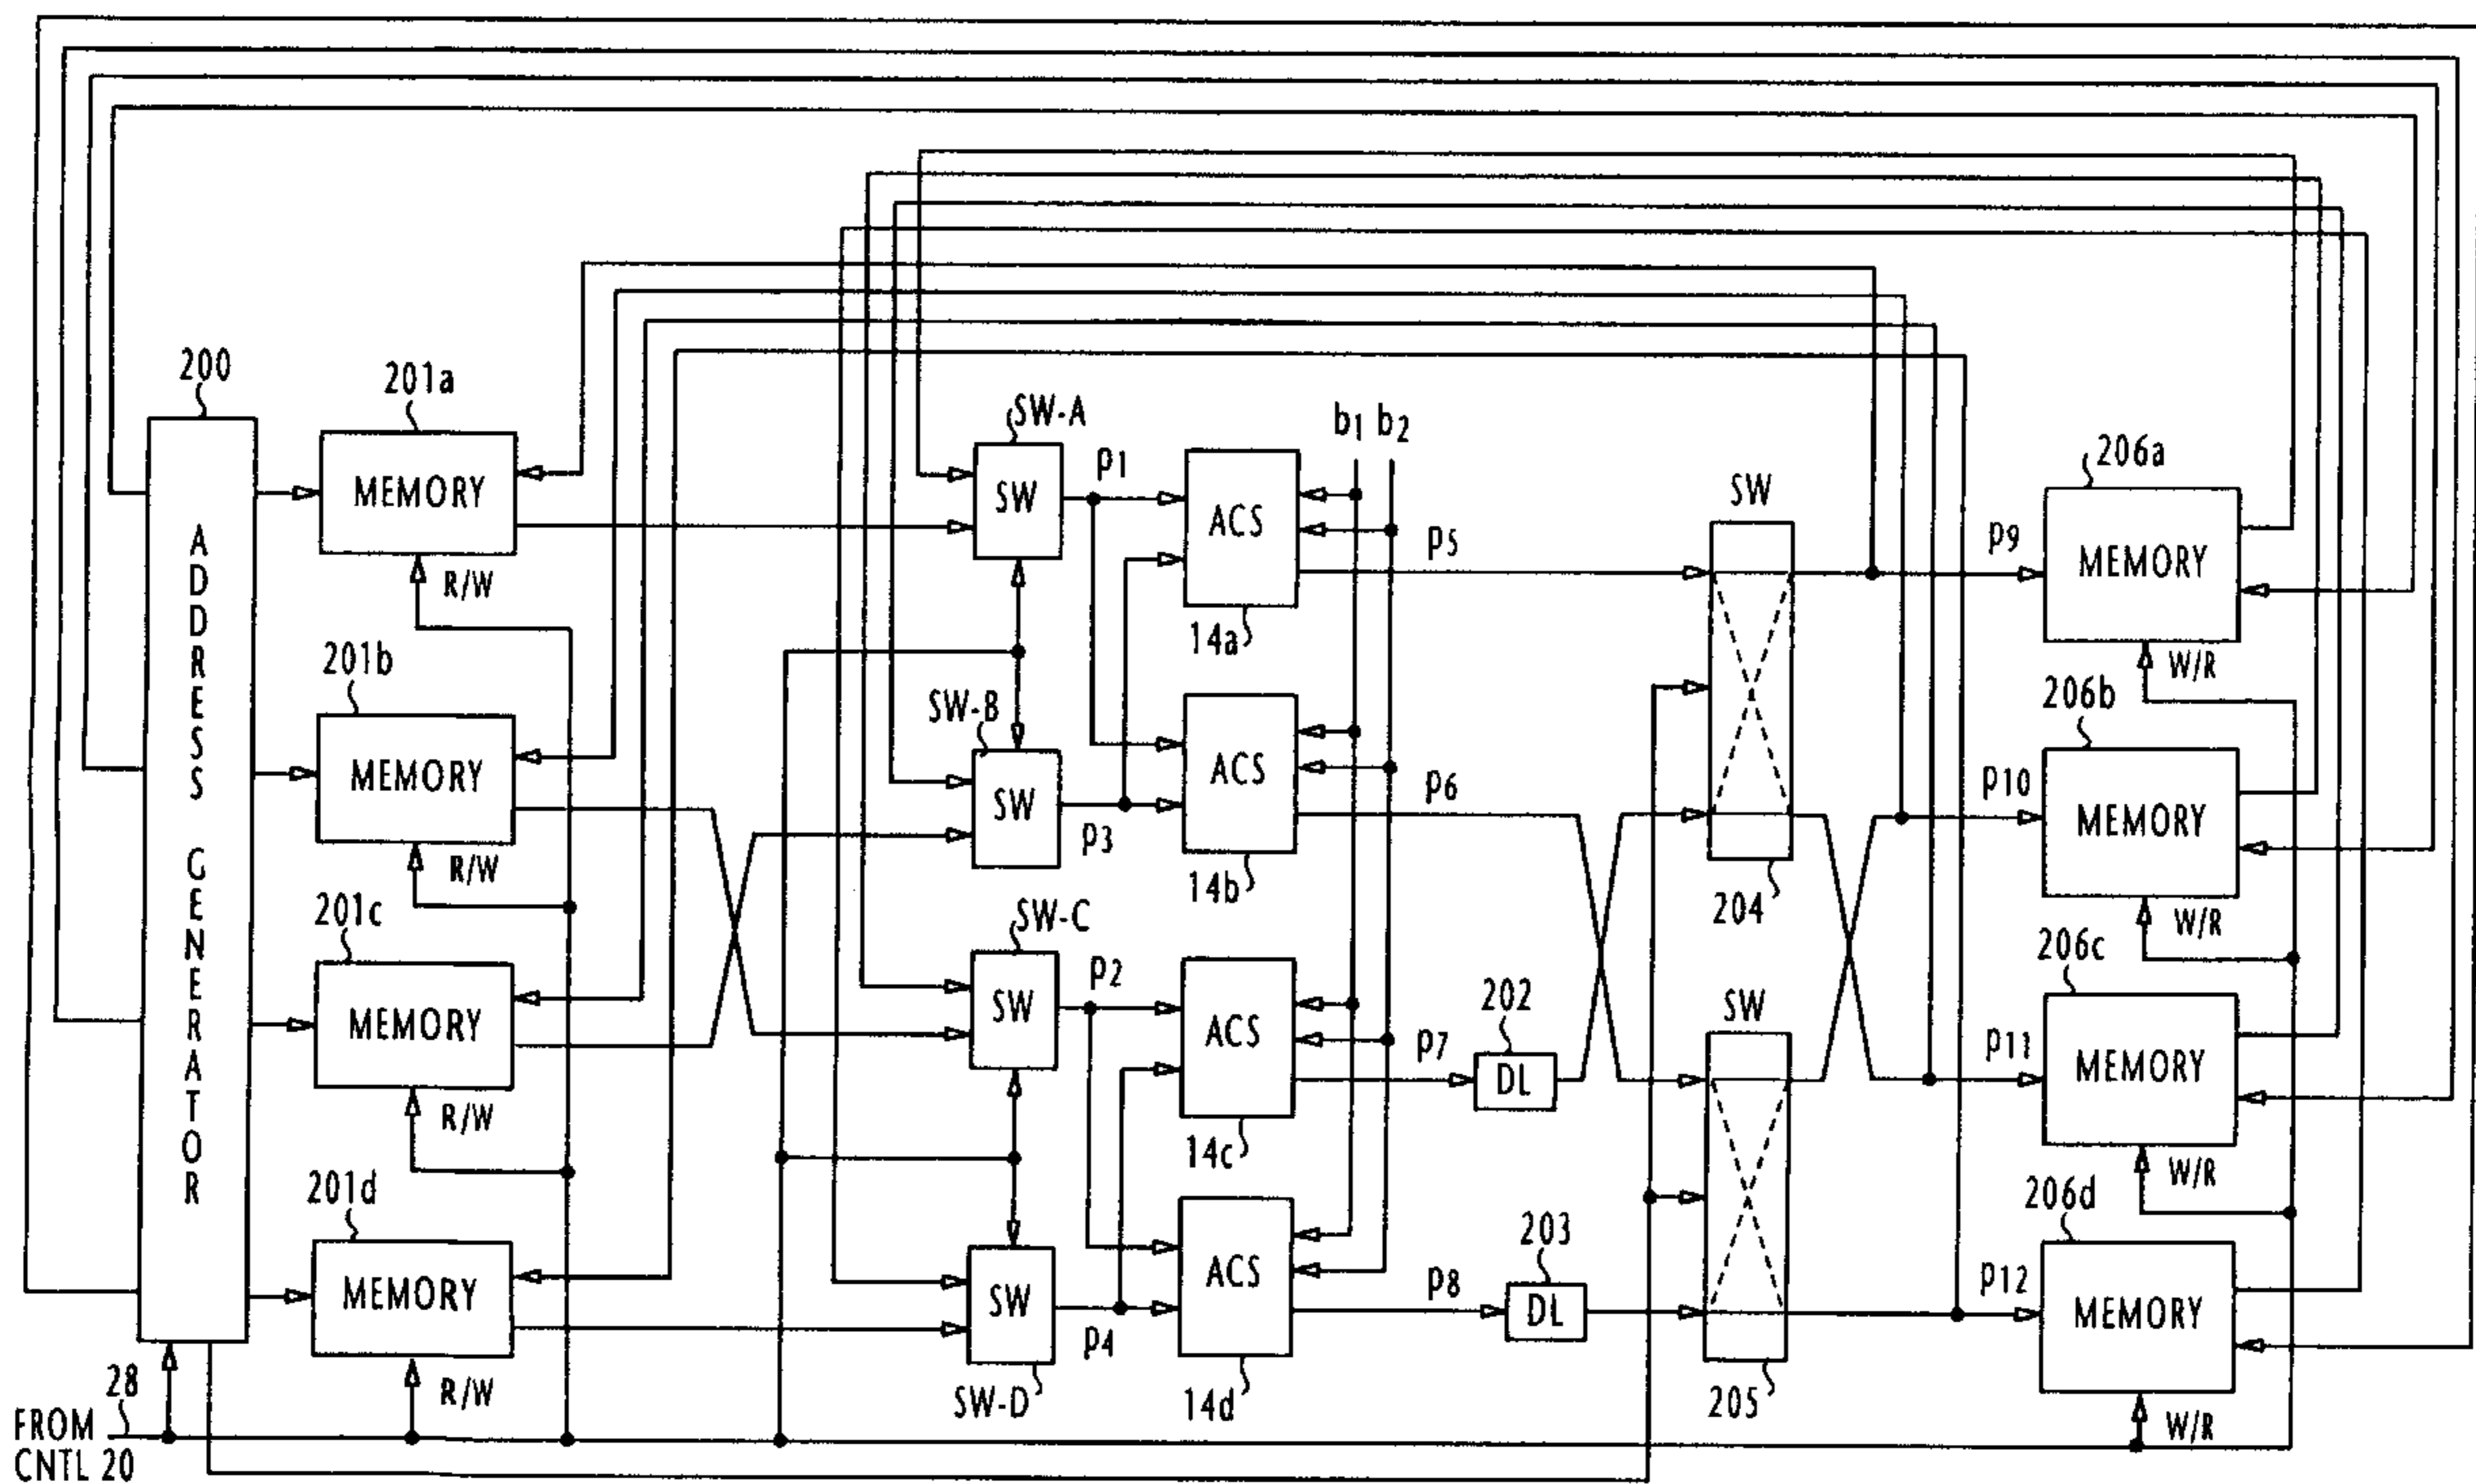 200
ADDRESS GENERATOR
201a
MEMORY
R/W
201b
MEMORY
R/W
201c
MEMORY
R/W
201d
MEMORY
R/W
28
FROM
CNTL 20
SW-A
SW
p1
SW-B
SW
p3
SW-C
SW
p2
SW-D
SW
p4
b1 b2
ACS
14a
p5
ACS
14b
p6
ACS
14c
p7
ACS
14d
p8
202
DL
203
DL
SW
204
SW
205
p9
206a
MEMORY
W/R
p10
206b
MEMORY
W/R
p11
206c
MEMORY
W/R
p12
206d
MEMORY
W/R